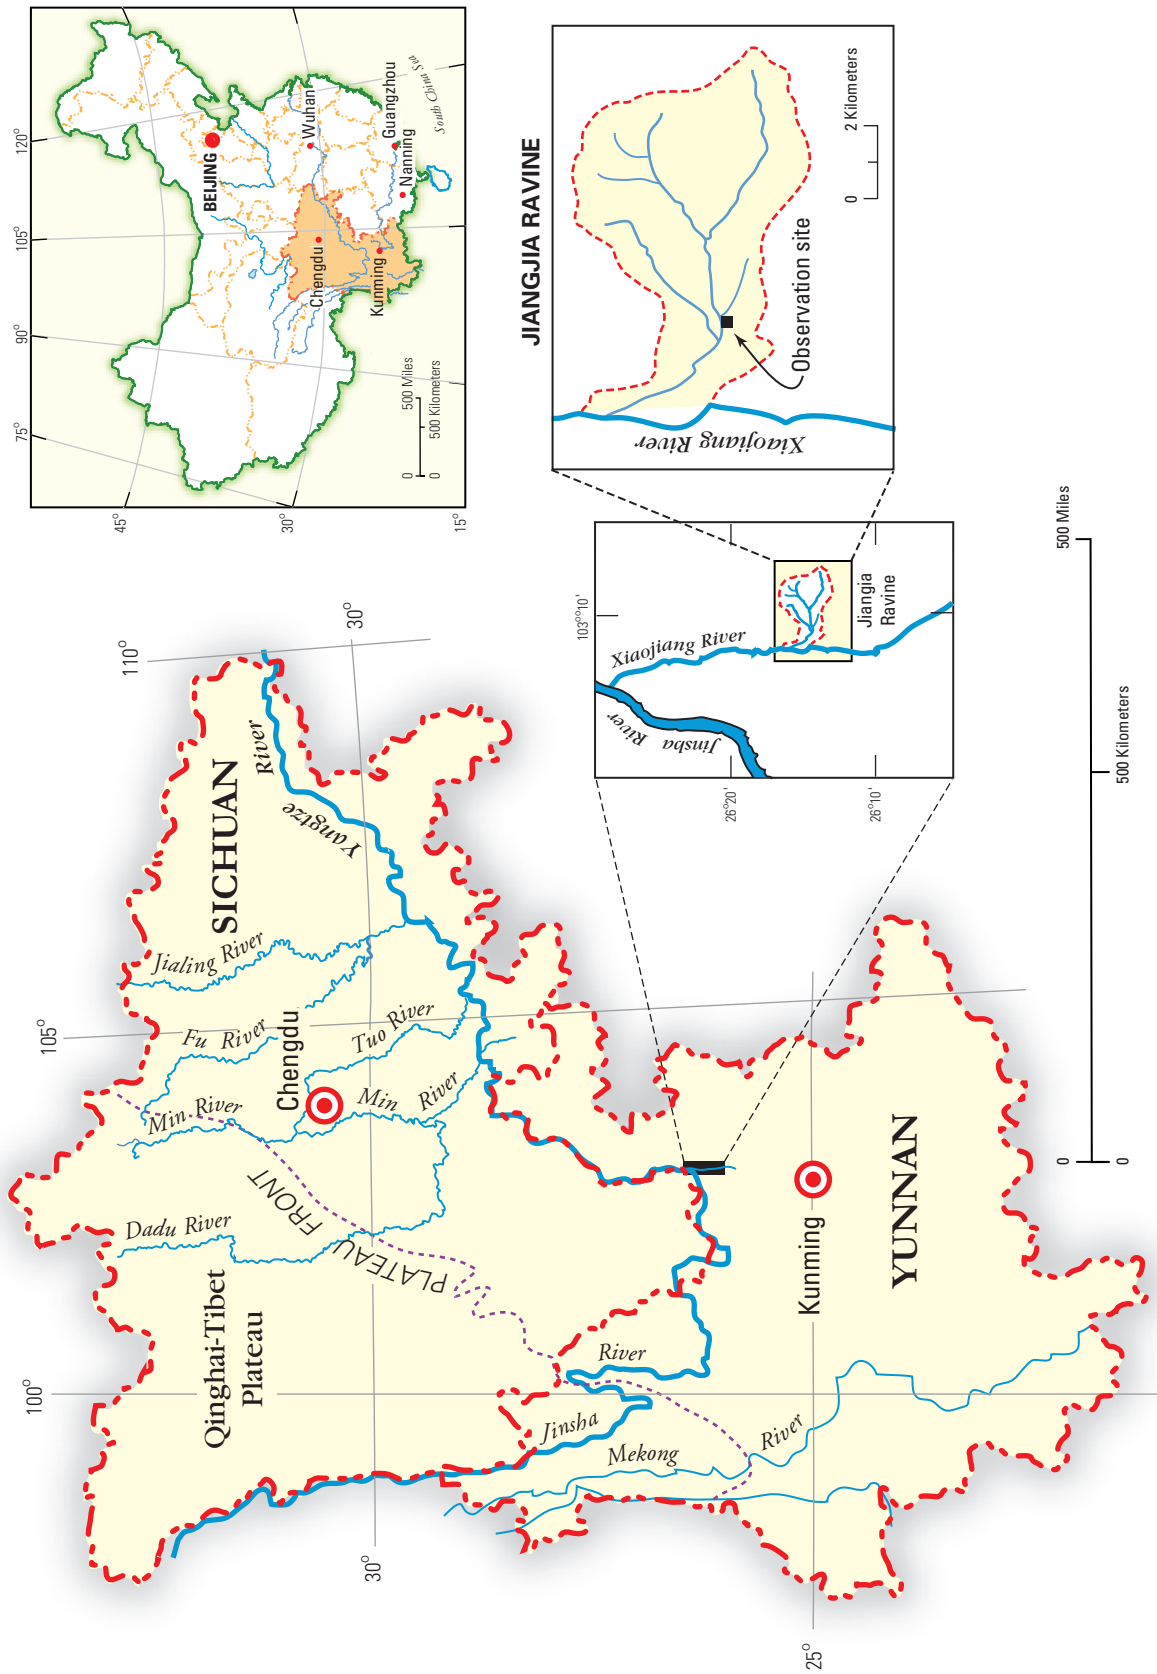 110°
105°
100°
30°
30°
25°
SICHUAN
Yangtze
River
Jialing River
Fu River
Chengdu
Tuo River
Min River
Min
River
Dadu River
PLATEAU FRONT
Qinghai-Tibet
Plateau
Jinsha
River
Mekong
River
Kunming
YUNNAN
0
500 Miles
0
500 Kilometers
75°
90°
105°
120°
45°
30°
15°
BEIJING
Wuhan
Guangzhou
Nanning
South China Sea
Chengdu
Kunming
0
500 Miles
0
500 Kilometers
103°°10'
26°20'
26°10'
Xiaojiang River
Jinsha
River
Jiangia
Ravine
JIANGJIA RAVINE
Xiaojiang River
Observation site
0
2 Kilometers